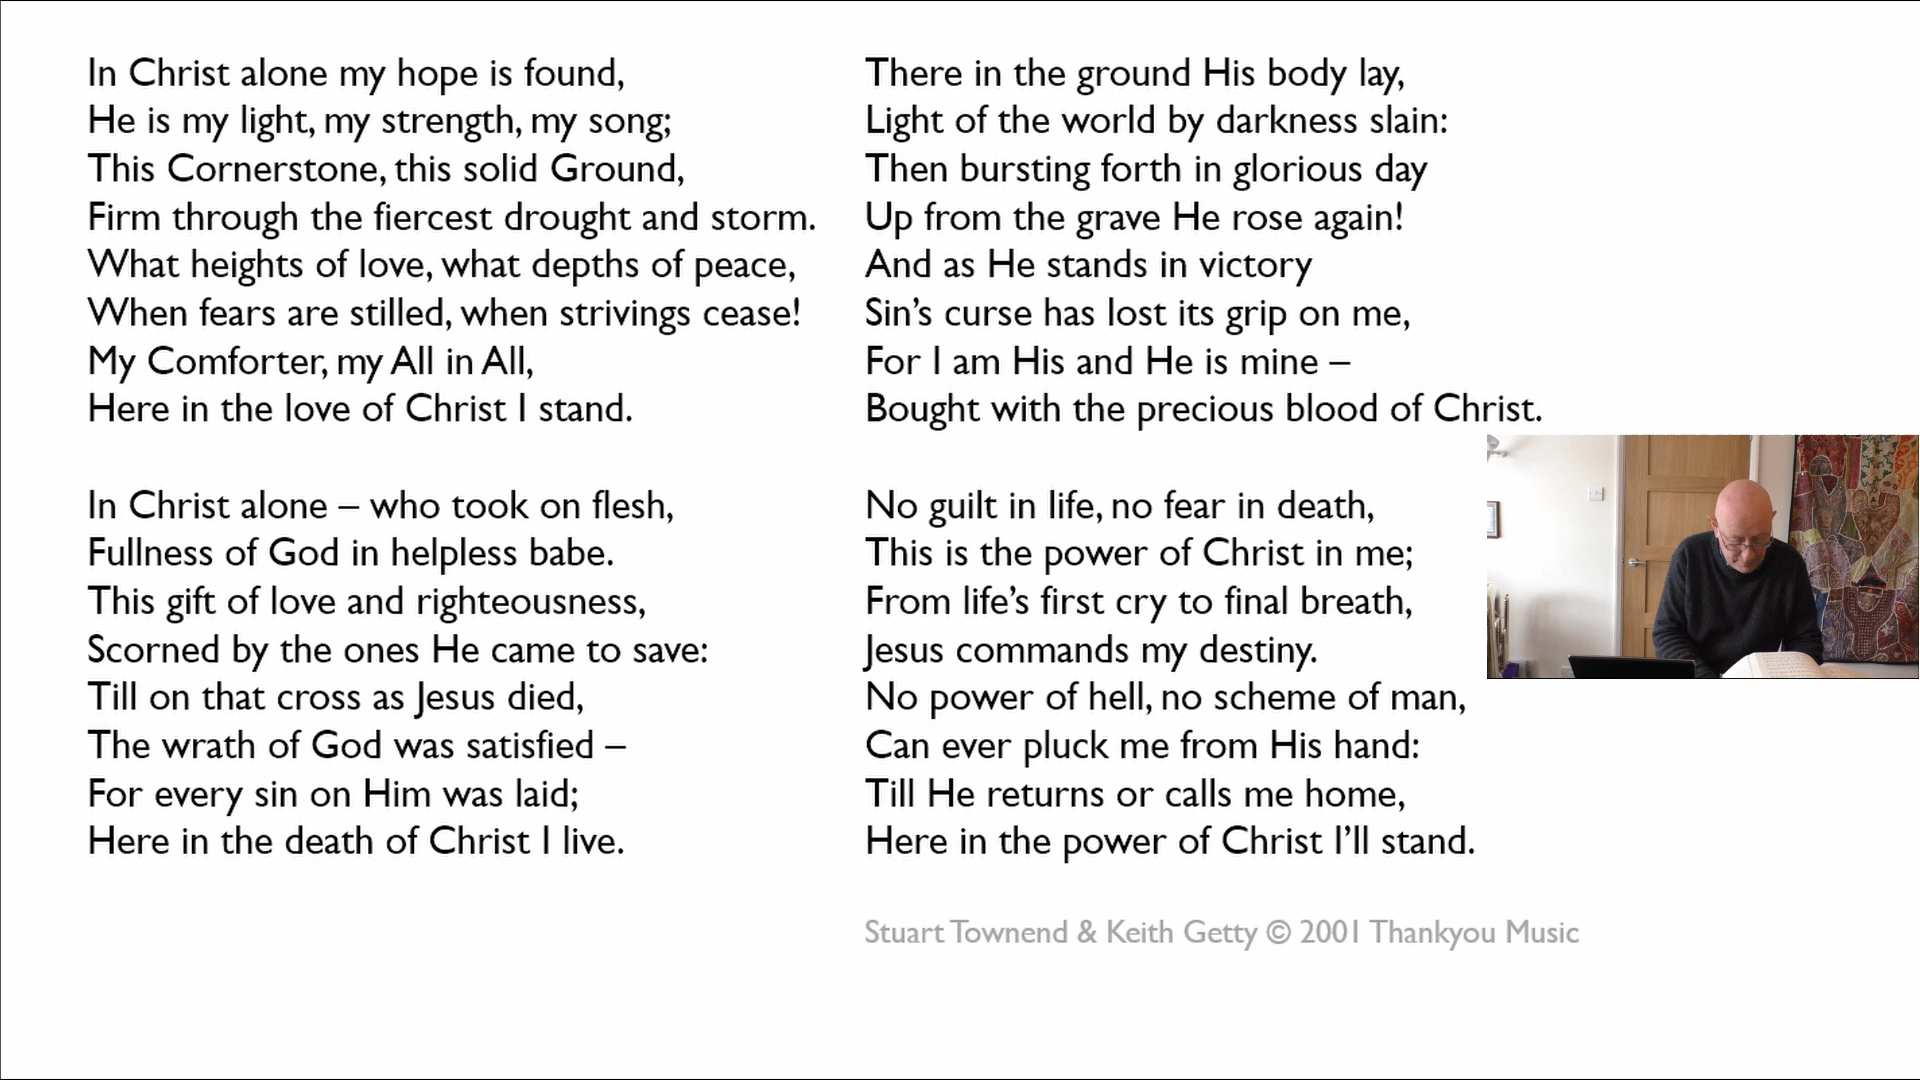 In Christ alone my hope is found,
He is my light, my strength, my song;
This Cornerstone, this solid Ground,
Firm through the fiercest drought and storm.
What heights of love, what depths of peace,
When fears are stilled, when strivings cease!
My Comforter, my All in All,
Here in the love of Christ I stand.
In Christ alone – who took on flesh,
Fullness of God in helpless babe.
This gift of love and righteousness,
Scorned by the ones He came to save:
Till on that cross as Jesus died,
The wrath of God was satisfied –
For every sin on Him was laid;
Here in the death of Christ I live.
There in the ground His body lay,
Light of the world by darkness slain:
Then bursting forth in glorious day
Up from the grave He rose again!
And as He stands in victory
Sin’s curse has lost its grip on me,
For I am His and He is mine –
Bought with the precious blood of Christ.
No guilt in life, no fear in death,
This is the power of Christ in me;
From life’s first cry to final breath,
Jesus commands my destiny.
No power of hell, no scheme of man,
Can ever pluck me from His hand:
Till He returns or calls me home,
Here in the power of Christ I’ll stand.
Stuart Townend & Keith Getty © 2001 Thankyou Music